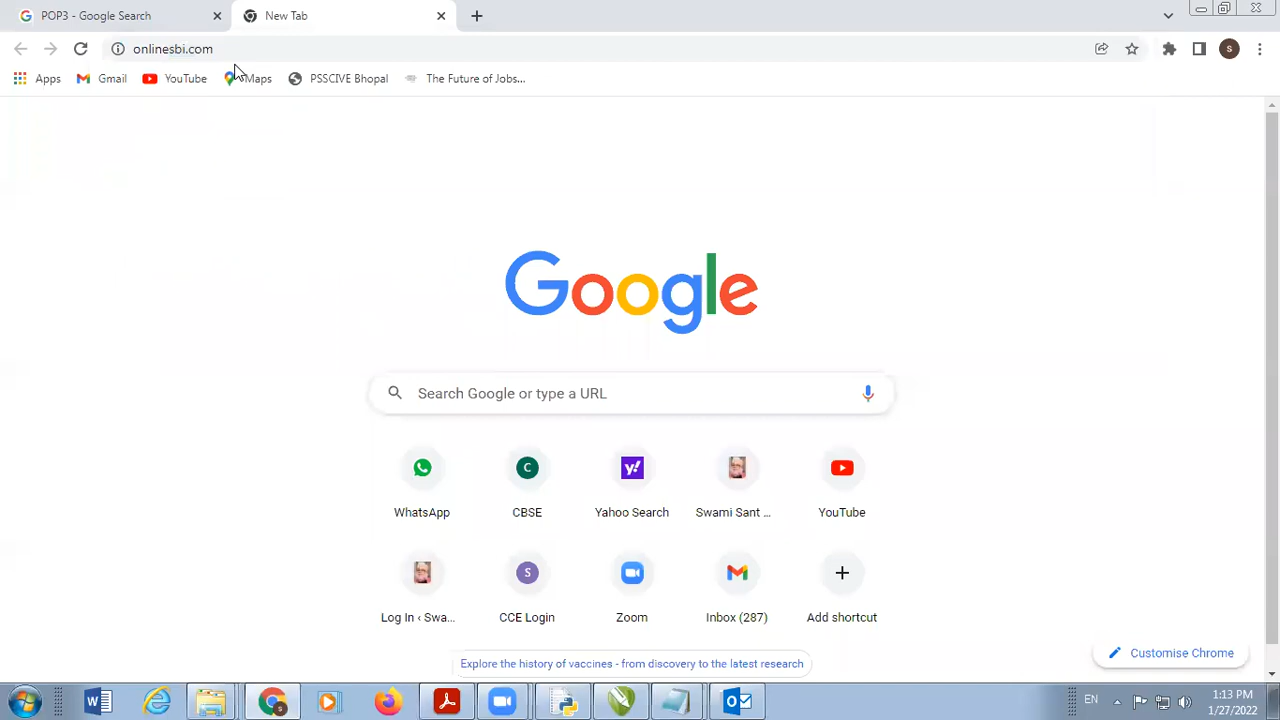 POP3 - Google Search
New Tab
onlinesbi.com
s
Apps
Gmail
YouTube
Maps
PSSCIVE Bhopal
The Future of Jobs...
Google
Search Google or type a URL
C
y!
WhatsApp
CBSE
Yahoo Search
Swami Sant ...
YouTube
S
Log In ‹ Swa...
CCE Login
Zoom
Inbox (287)
Add shortcut
Explore the history of vaccines - from discovery to the latest research
Customise Chrome
EN
1:13 PM
1/27/2022